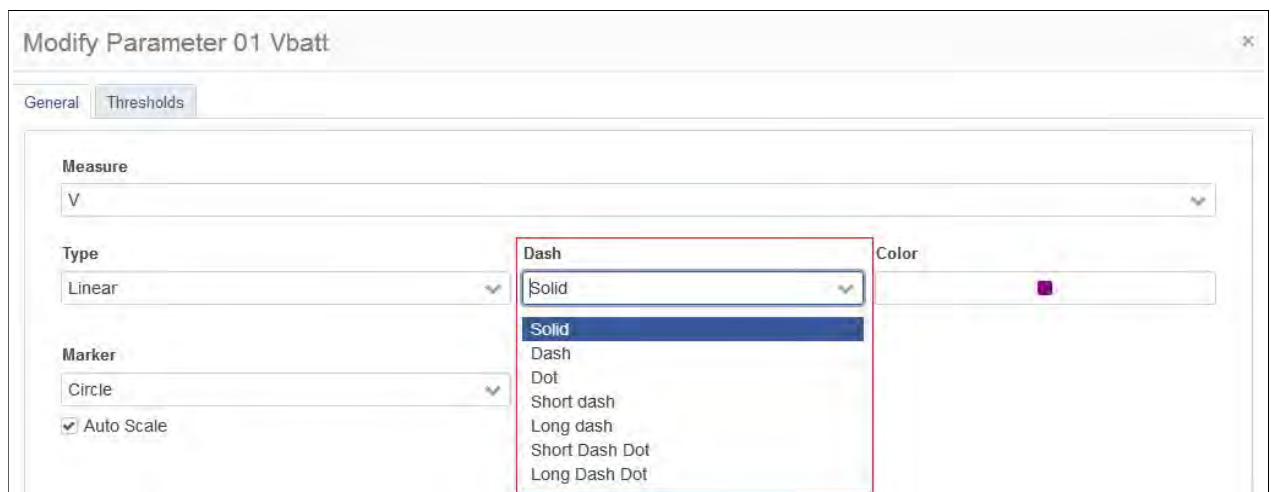 Modify Parameter 01 Vbatt ×
General Thresholds
Measure
V
Type Dash Color
Linear Solid
Solid
Dash
Dot
Short dash
Long dash
Short Dash Dot
Long Dash Dot
Marker
Circle
Auto Scale